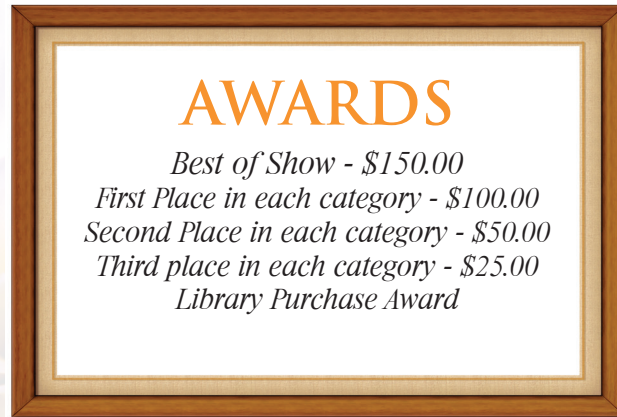 AWARDS
Best of Show - $150.00
First Place in each category - $100.00
Second Place in each category - $50.00
Third place in each category - $25.00
Library Purchase Award